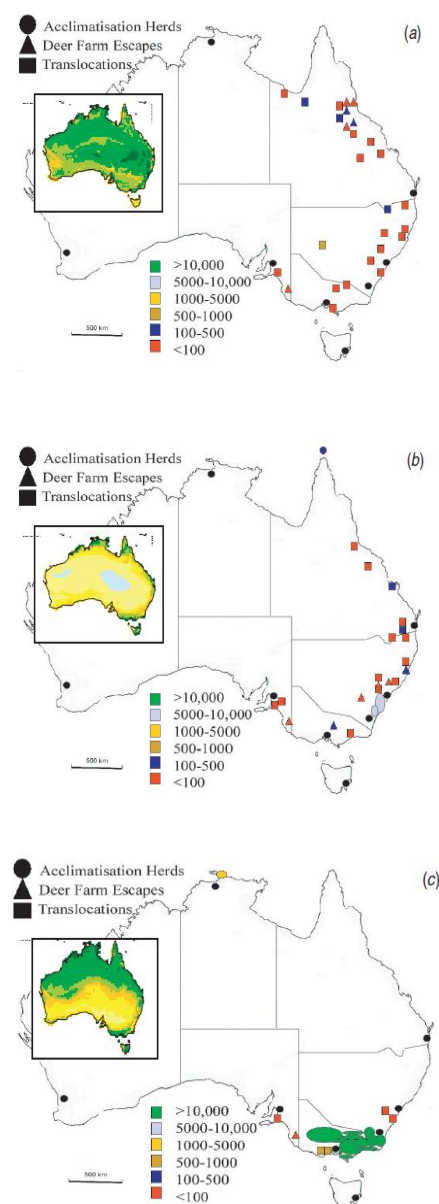 (a)
Acclimatisation Herds
Deer Farm Escapes
Translocations
>10,000
5000-10,000
1000-5000
500-1000
100-500
<100
500 km
(b)
Acclimatisation Herds
Deer Farm Escapes
Translocations
>10,000
5000-10,000
1000-5000
500-1000
100-500
<100
500 km
(c)
Acclimatisation Herds
Deer Farm Escapes
Translocations
>10,000
5000-10,000
1000-5000
500-1000
100-500
<100
500 km